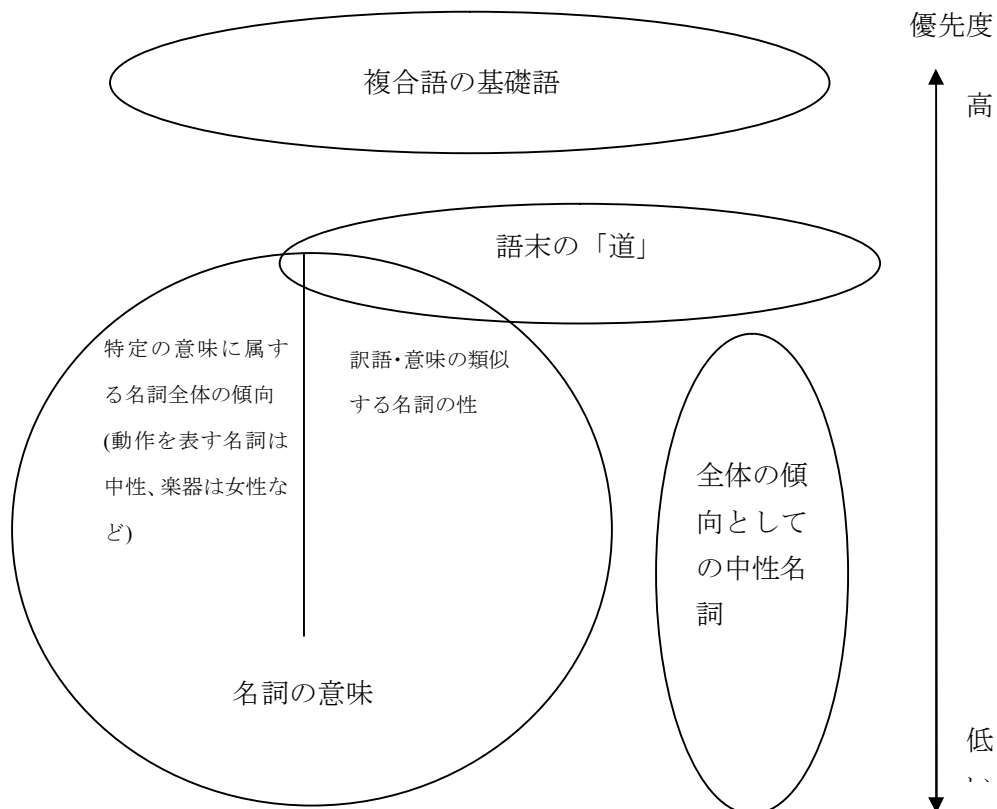 優先度
複合語の基礎語
高
語末の「道」
特定の意味に属す
る名詞全体の傾向
(動作を表す名詞は
中性、楽器は女性な
ど)
訳語・意味の類似
する名詞の性
全体の傾
向として
の中性名
詞
名詞の意味
低